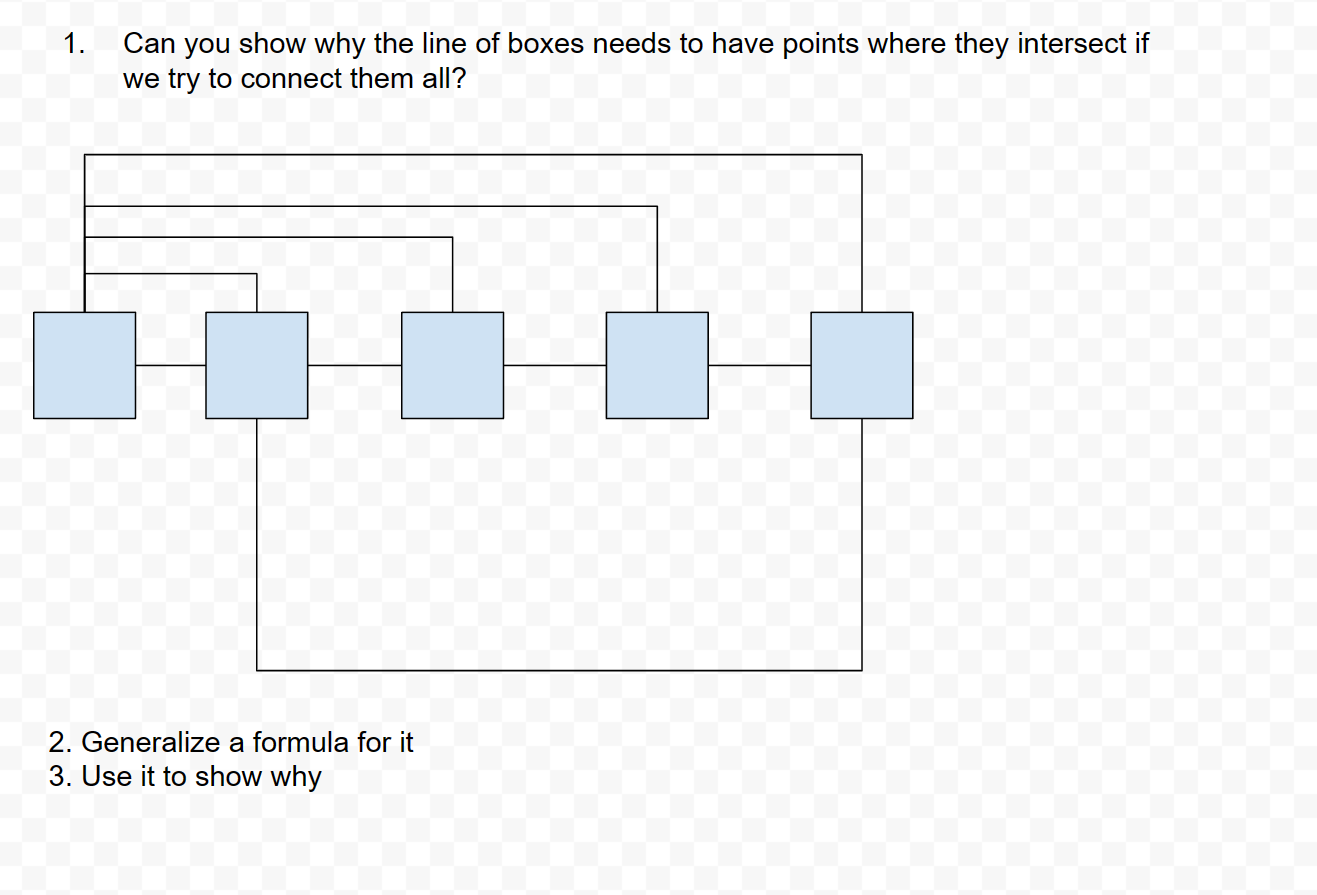 1. Can you show why the line of boxes needs to have points where they intersect if
we try to connect them all?
2. Generalize a formula for it
3. Use it to show why